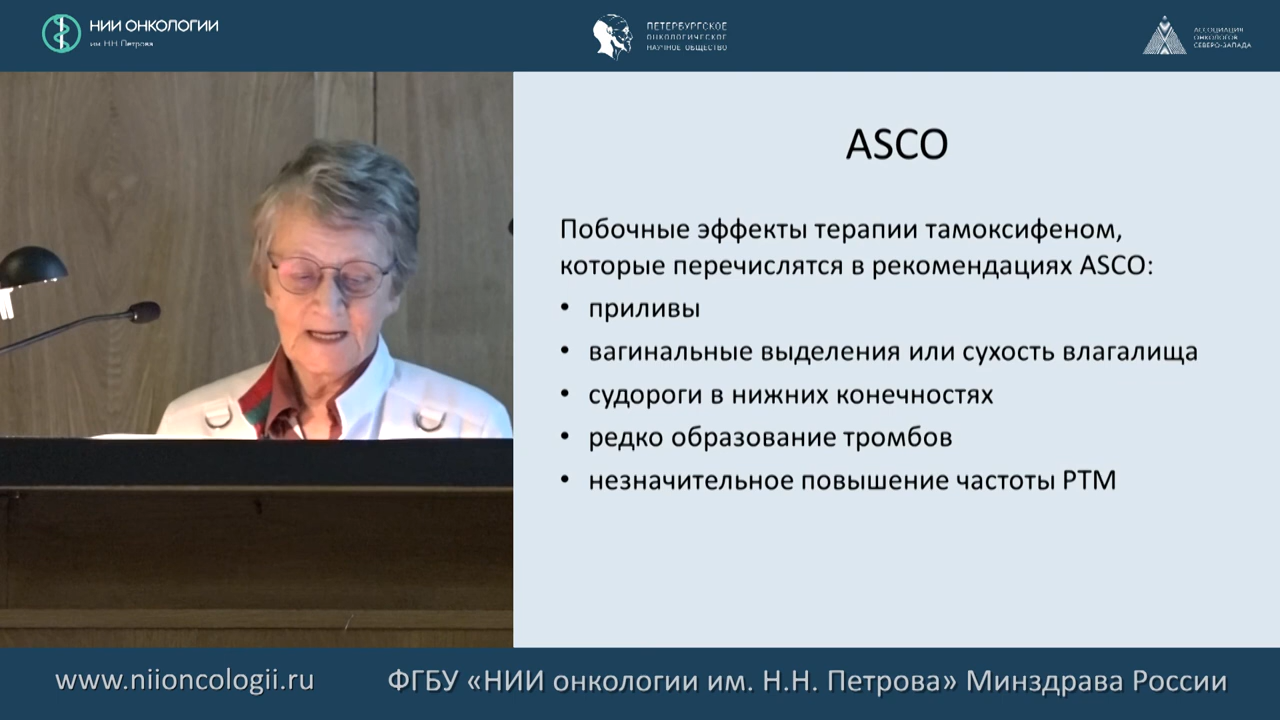 НИИ ОНКОЛОГИИ
им. Н.Н. Петрова
ПЕТЕРБУРГСКОЕ
ОНКОЛОГИЧЕСКОЕ
НАУЧНОЕ ОБЩЕСТВО
АССОЦИАЦИЯ
ОНКОЛОГОВ
СЕВЕРО-ЗАПАДА
ASCO
Побочные эффекты терапии тамоксифеном,
которые перечислятся в рекомендациях ASCO:
• приливы
• вагинальные выделения или сухость влагалища
• судороги в нижних конечностях
• редко образование тромбов
• незначительное повышение частоты РТМ
www.niioncologii.ru
ФГБУ «НИИ онкологии им. Н.Н. Петрова» Минздрава России